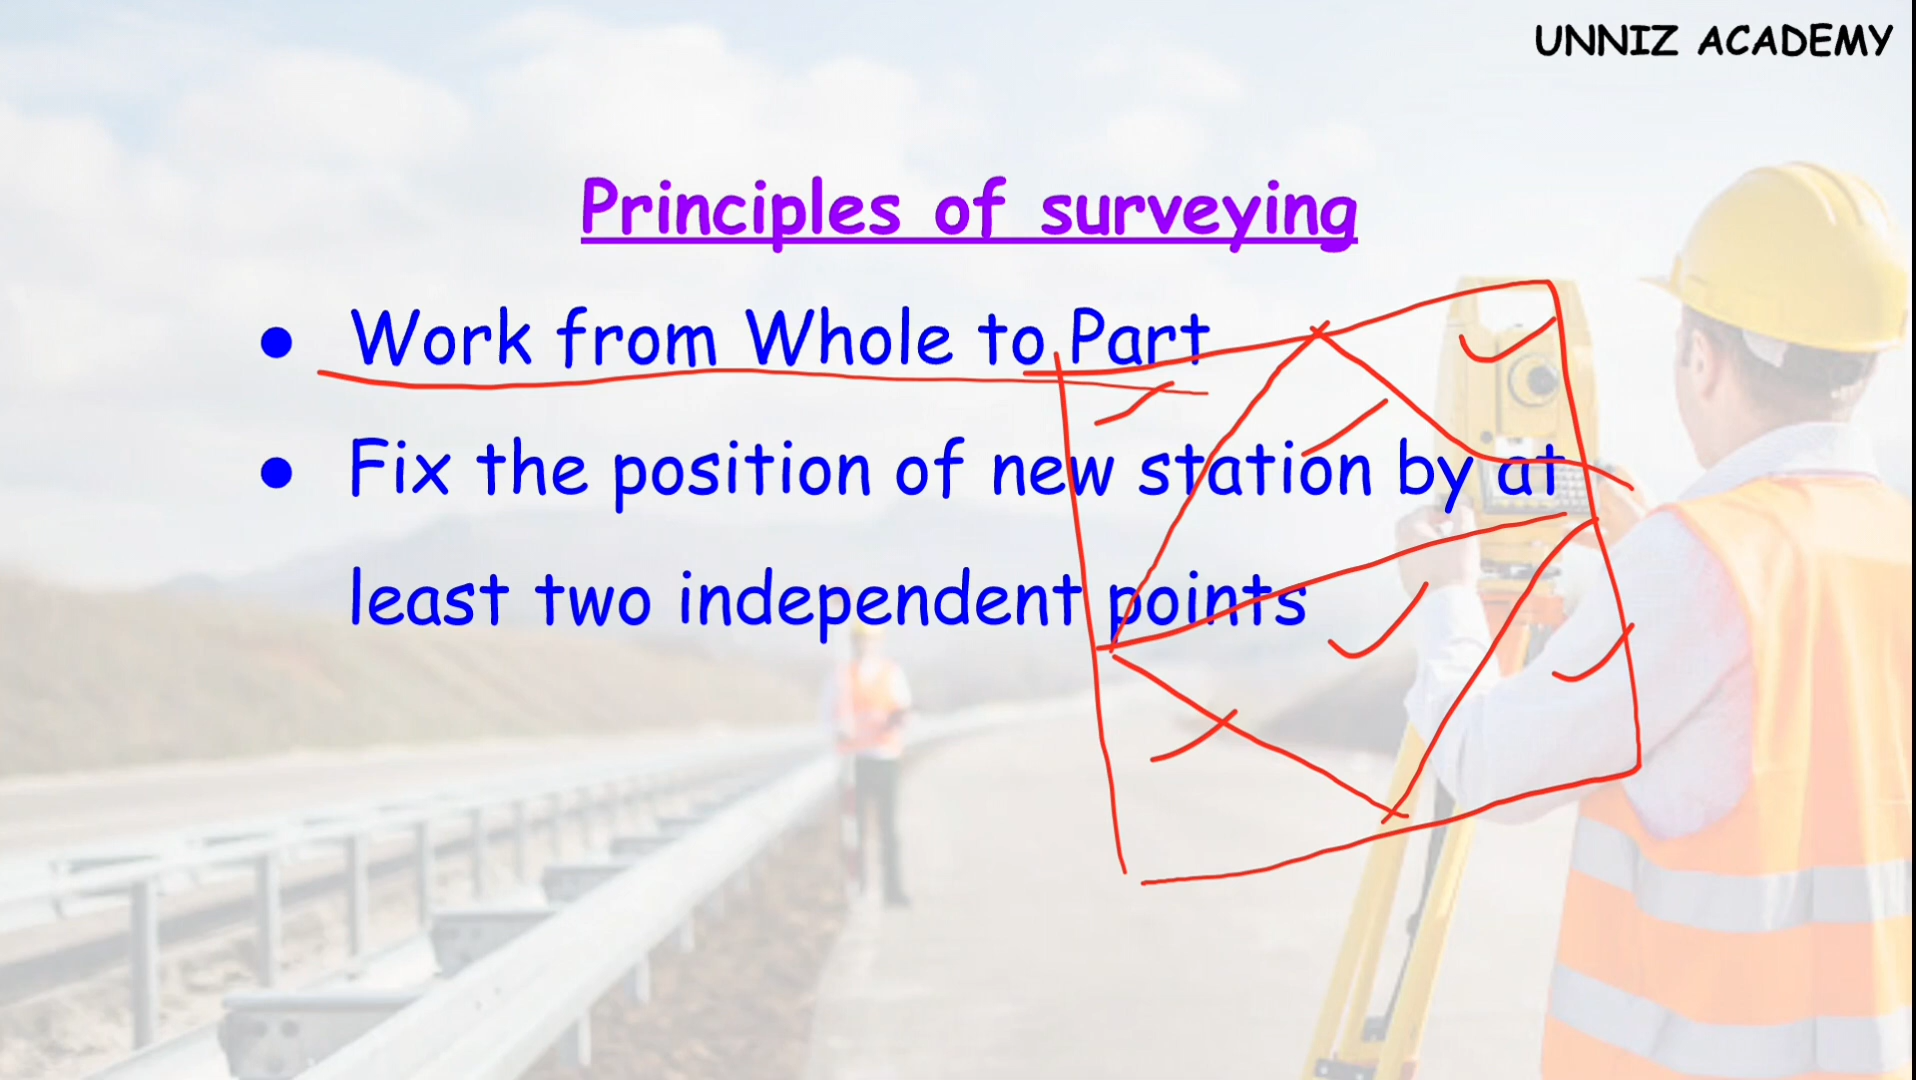 UNNIZ ACADEMY
Principles of surveying
● Work from Whole to Part
● Fix the position of new station by at
least two independent points